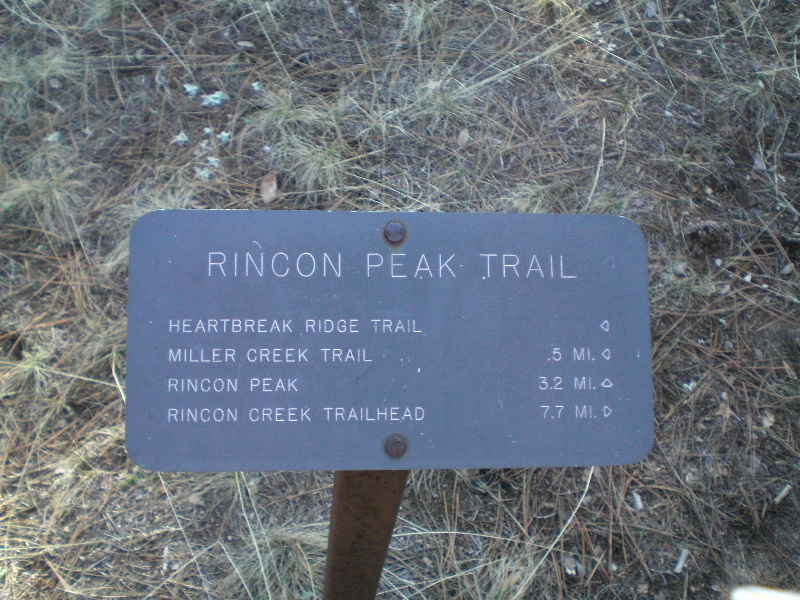 RINCON PEAK TRAIL
HEARTBREAK RIDGE TRAIL
MILLER CREEK TRAIL .5 MI.
RINCON PEAK 3.2 MI.
RINCON CREEK TRAILHEAD 7.7 MI.